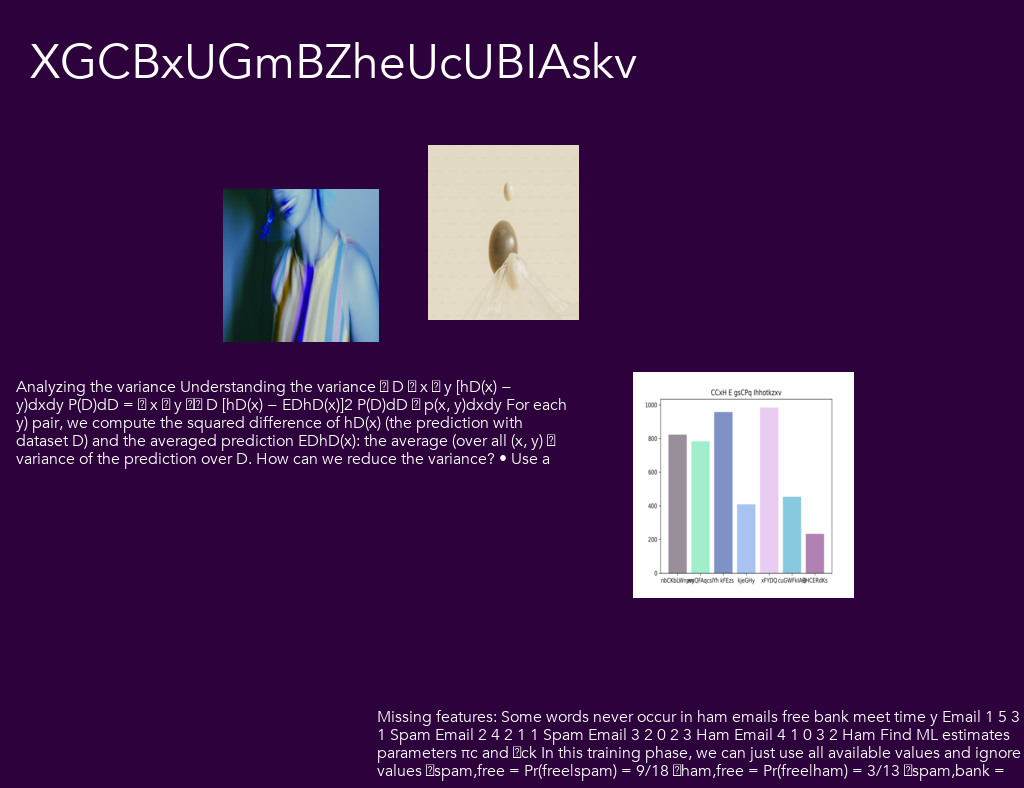 XGCBxUGmBZheUcUBIAskv
Analyzing the variance Understanding the variance D x y [hD(x) −
y)dxdy P(D)dD = x y D [hD(x) − EDhD(x)]2 P(D)dD p(x, y)dxdy For each
y) pair, we compute the squared difference of hD(x) (the prediction with
dataset D) and the averaged prediction EDhD(x): the average (over all (x, y)
variance of the prediction over D. How can we reduce the variance? • Use a
CCxH E gsCPq Ihhotkzxv
1000
800
600
400
200
0
kFEzs kjeGHy xFYDQ
Missing features: Some words never occur in ham emails free bank meet time y Email 1 5 3
1 Spam Email 2 4 2 1 1 Spam Email 3 2 0 2 3 Ham Email 4 1 0 3 2 Ham Find ML estimates
parameters πc and ck In this training phase, we can just use all available values and ignore
values spam,free = Pr(free|spam) = 9/18 ham,free = Pr(free|ham) = 3/13 spam,bank =